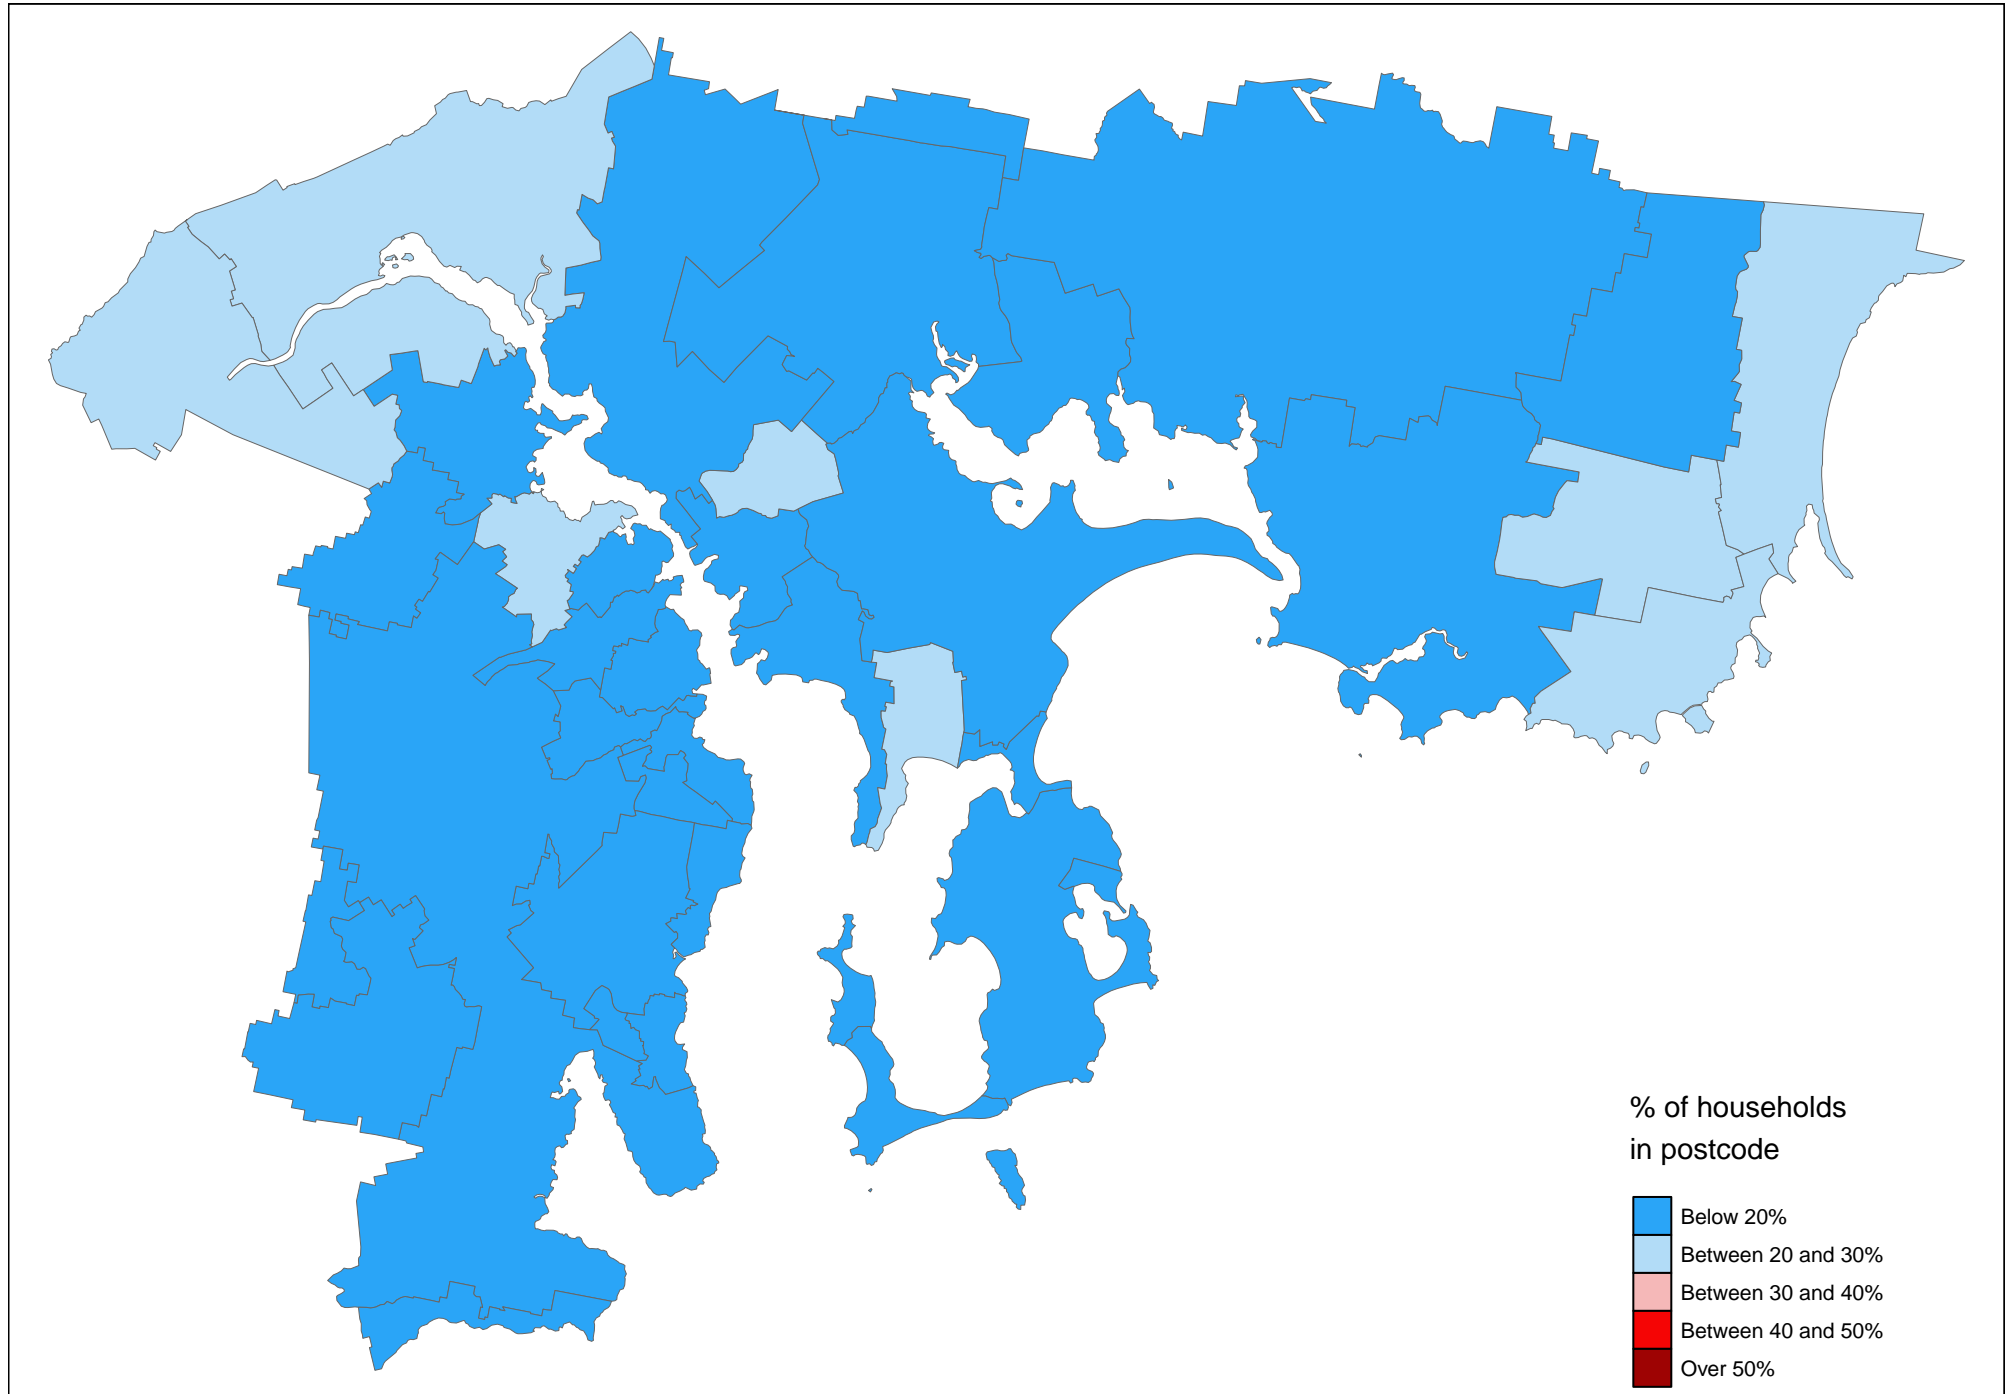 % of households
in postcode
Below 20%
Between 20 and 30%
Between 30 and 40%
Between 40 and 50%
Over 50%